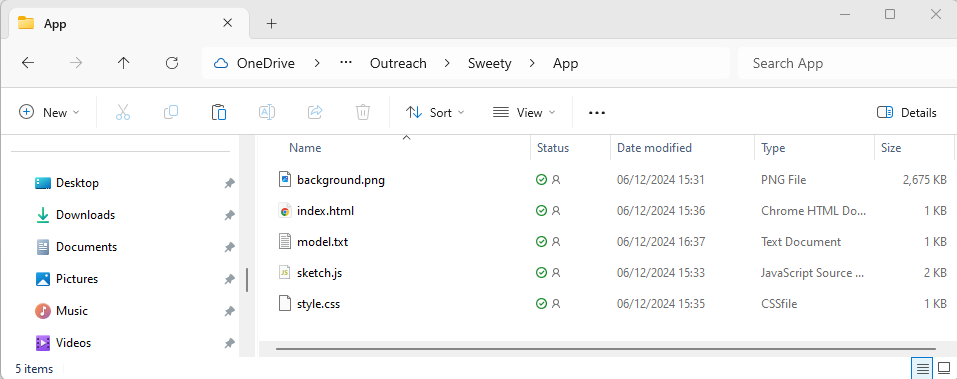 App
OneDrive > ... Outreach > Sweety > App
Search App
New
Sort
View
Details
Name Status Date modified Type Size
Desktop
Downloads
Documents
Pictures
Music
Videos
background.png 06/12/2024 15:31 PNG File 2,675 KB
index.html 06/12/2024 15:36 Chrome HTML Do... 1 KB
model.txt 06/12/2024 16:37 Text Document 1 KB
sketch.js JS 06/12/2024 15:33 JavaScript Source ... 2 KB
style.css 06/12/2024 15:35 CSSfile 1 KB
5 items